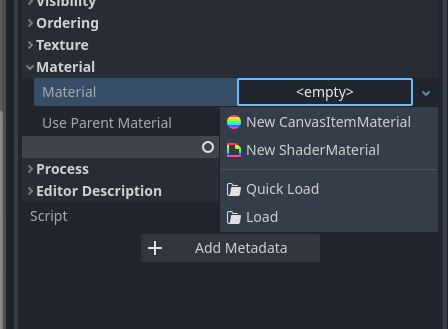 Visibility
Ordering
Texture
Material
Material
<empty>
Use Parent Material
New CanvasItemMaterial
New ShaderMaterial
Quick Load
Load
Process
Editor Description
Script
Add Metadata